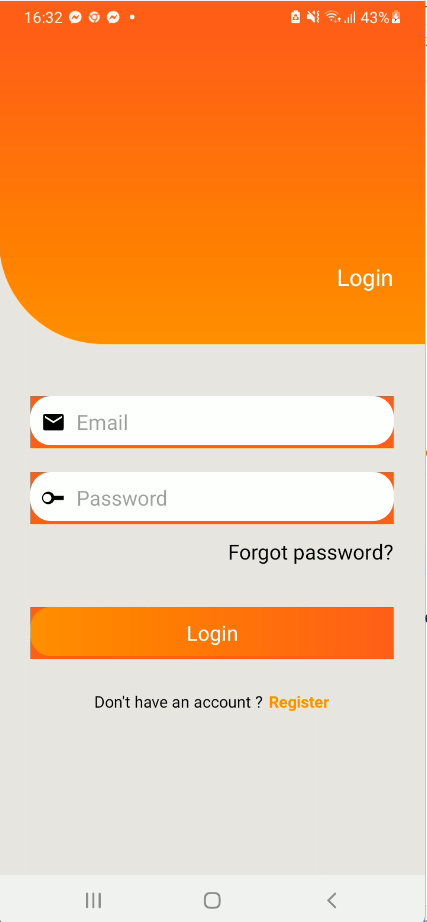 16:32 43%
Login
Email
Password
Forgot password?
Login
Don't have an account ? Register